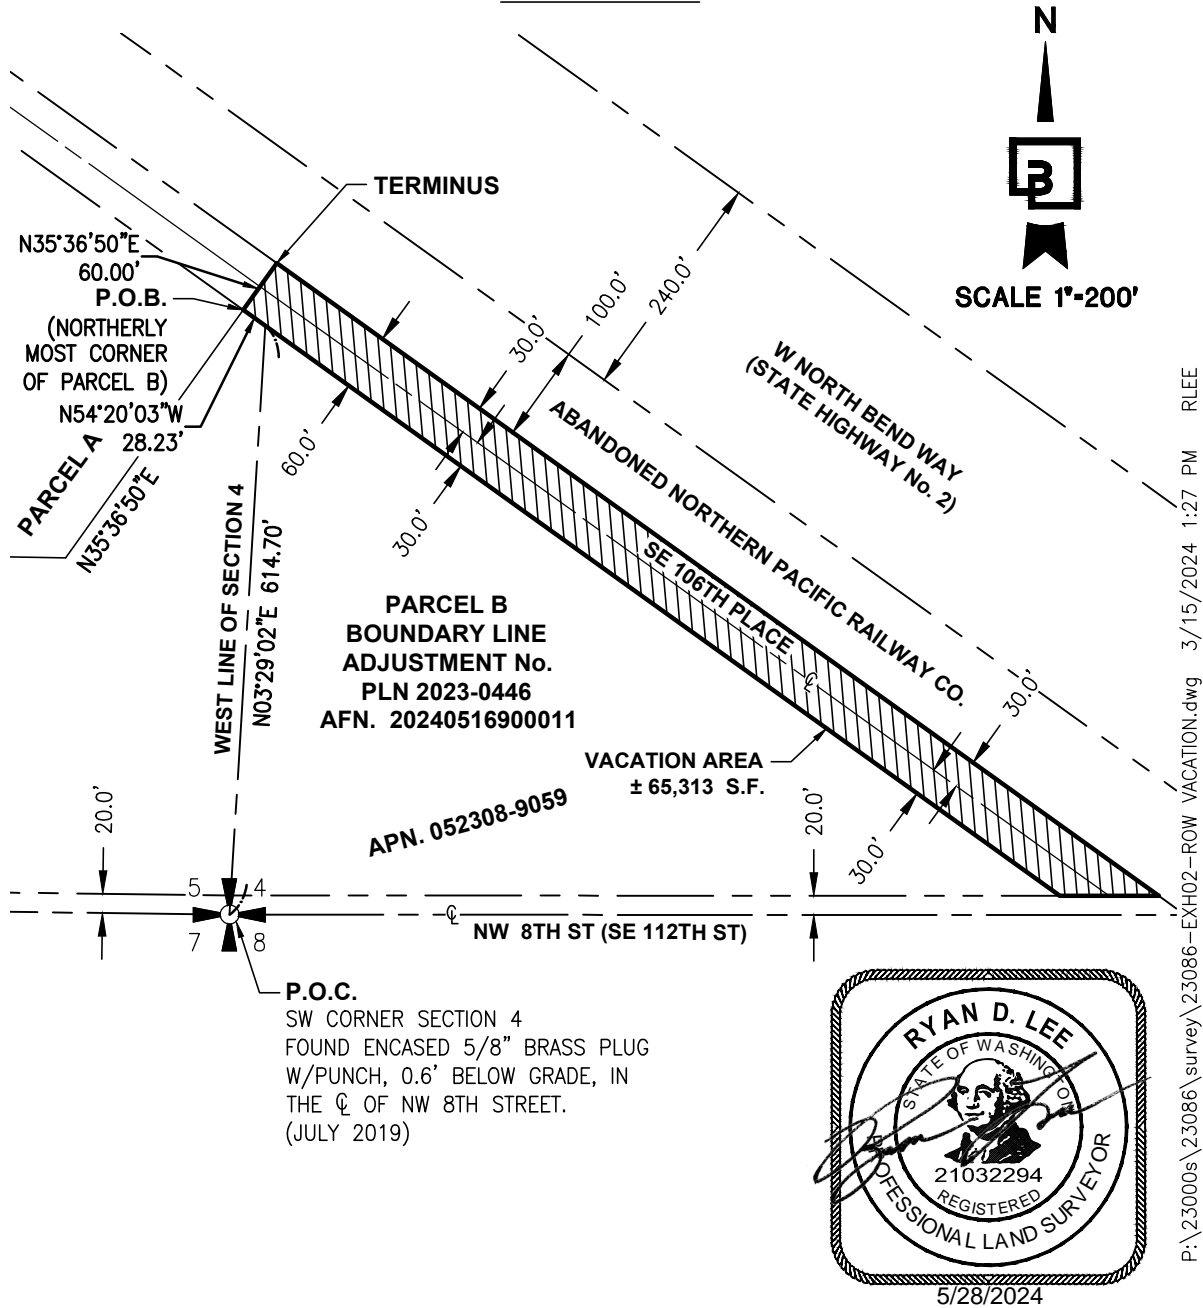 N
B
SCALE 1"=200'
TERMINUS
N35°36'50"E
60.00'
P.O.B.
(NORTHERLY
MOST CORNER
OF PARCEL B)
N54°20'03"W
28.23'
PARCEL A
N35°36'50"E
60.0'
30.0'
30.0'
100.0'
240.0'
W NORTH BEND WAY
(STATE HIGHWAY No. 2)
ABANDONED NORTHERN PACIFIC RAILWAY CO.
SE 106TH PLACE
℄
30.0'
30.0'
WEST LINE OF SECTION 4
N03°29'02"E 614.70'
PARCEL B
BOUNDARY LINE
ADJUSTMENT No.
PLN 2023-0446
AFN. 20240516900011
VACATION AREA
± 65,313 S.F.
APN. 052308-9059
20.0'
20.0'
5 4
7 8
℄
NW 8TH ST (SE 112TH ST)
P.O.C.
SW CORNER SECTION 4
FOUND ENCASED 5/8" BRASS PLUG
W/PUNCH, 0.6' BELOW GRADE, IN
THE ℄ OF NW 8TH STREET.
(JULY 2019)
RYAN D. LEE
STATE OF WASHINGTON
21032294
REGISTERED
PROFESSIONAL LAND SURVEYOR
5/28/2024
P:\23000s\23086\survey\23086-EXH02-ROW VACATION.dwg 3/15/2024 1:27 PM RLEE